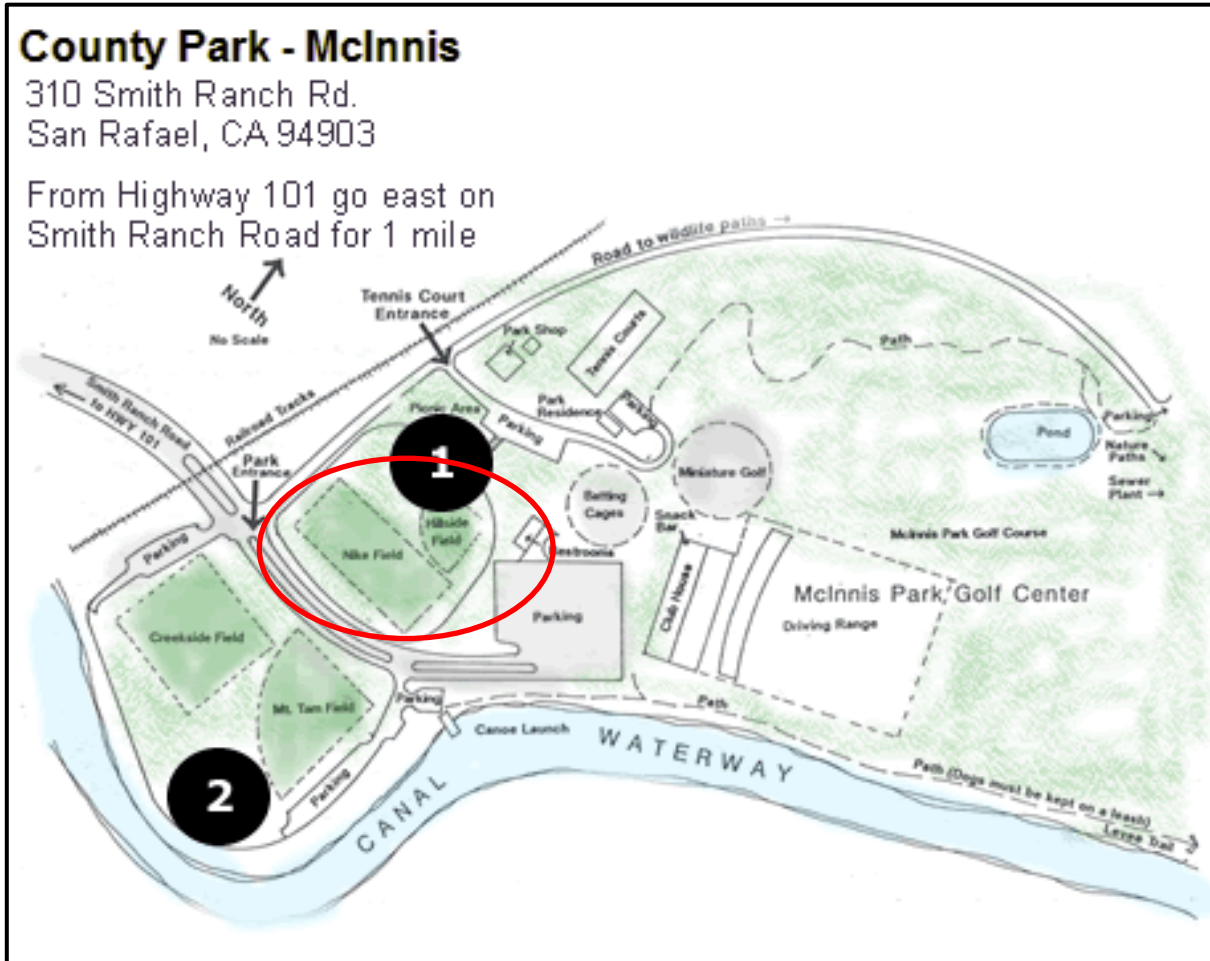 County Park - McInnis
310 Smith Ranch Rd.
San Rafael, CA 94903
From Highway 101 go east on
Smith Ranch Road for 1 mile
North
No Scale
Road to wildlife paths →
Tennis Court
Entrance
Park Shop
Tennis Courts
Path
Smith Ranch Road
to HWY 101
Railroad Tracks
Picnic Area
Park
Residence
Parking
Parking
Parking
Pond
Nature
Paths
Sewer
Plant →
1
Park
Entrance
Miniature Golf
Batting
Cages
Snack
Bar
Hillside
Field
Nike Field
McInnis Park Golf Course
Parking
Creekside Field
Parking
Club House
McInnis Park Golf Center
Driving Range
Mt. Tam Field
Parking
Canoe Launch
Path
2
Parking
CANAL
WATERWAY
Path (Dogs must be kept on a leash)
Levee Trail